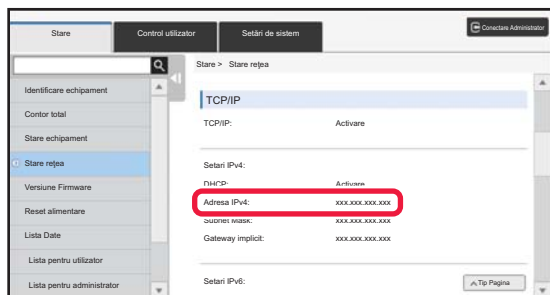 Stare Control utilizator Setări de sistem Conectare Administrator
Stare > Stare rețea
Identificare echipament
Contor total
Stare echipament
Stare rețea
Versiune Firmware
Reset alimentare
Lista Date
Lista pentru utilizator
Lista pentru administrator
TCP/IP
TCP/IP: Activare
Setari IPv4:
DHCP: Activare
Adresa IPv4: xxx.xxx.xxx.xxx
Subnet Mask: xxx.xxx.xxx.xxx
Gateway implicit: xxx.xxx.xxx.xxx
Setari IPv6:
Tip Pagina